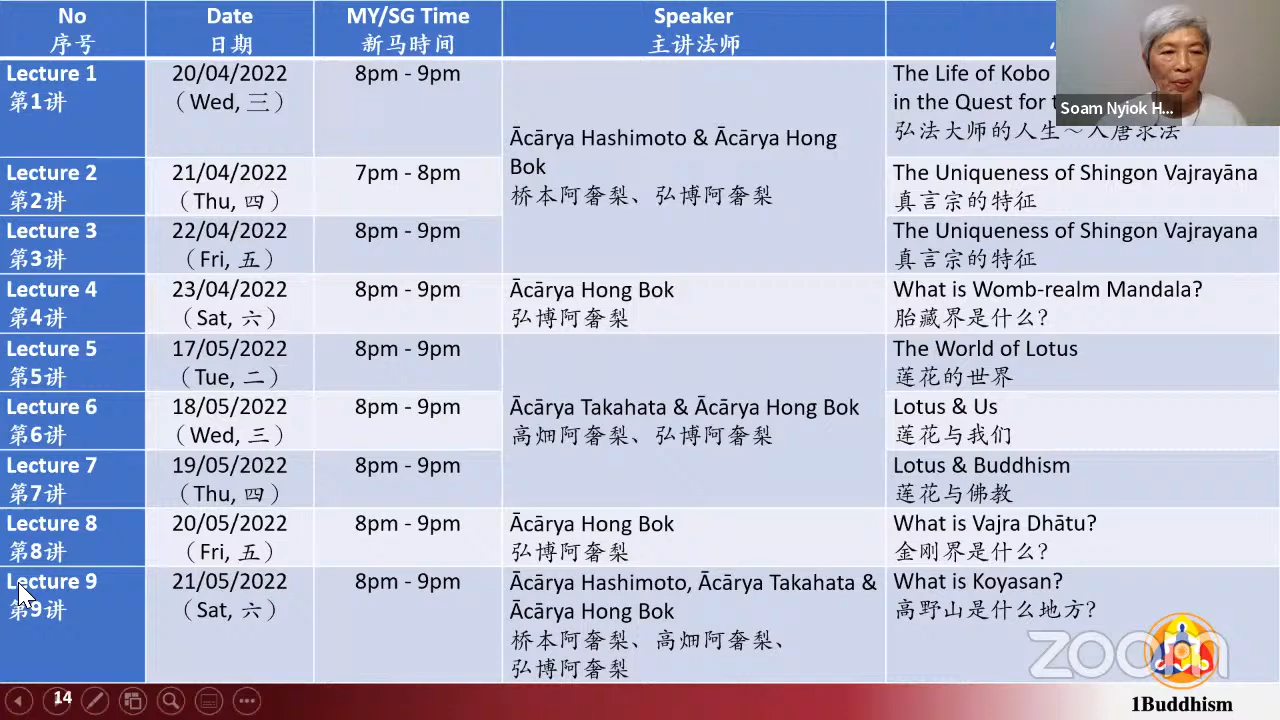 No
序号
Date
日期
MY/SG Time
新马時间
Speaker
主讲法师
Lecture 1
第1讲
20/04/2022
（Wed, 三）
8pm - 9pm
Ācārya Hashimoto & Ācārya Hong
Bok
桥本阿奢梨、弘博阿奢梨
The Life of Kobo
in the Quest for
弘法大师的人生～入唐求法
Soam Nyiok H...
Lecture 2
第2讲
21/04/2022
（Thu, 四）
7pm - 8pm
The Uniqueness of Shingon Vajrayāna
真言宗的特征
Lecture 3
第3讲
22/04/2022
（Fri, 五）
8pm - 9pm
The Uniqueness of Shingon Vajrayana
真言宗的特征
Lecture 4
第4讲
23/04/2022
（Sat, 六）
8pm - 9pm
Ācārya Hong Bok
弘博阿奢梨
What is Womb-realm Mandala?
胎藏界是什么?
Lecture 5
第5讲
17/05/2022
（Tue, 二）
8pm - 9pm
The World of Lotus
莲花的世界
Lecture 6
第6讲
18/05/2022
（Wed, 三）
8pm - 9pm
Ācārya Takahata & Ācārya Hong Bok
高畑阿奢梨、弘博阿奢梨
Lotus & Us
莲花与我们
Lecture 7
第7讲
19/05/2022
（Thu, 四）
8pm - 9pm
Lotus & Buddhism
莲花与佛教
Lecture 8
第8讲
20/05/2022
（Fri, 五）
8pm - 9pm
Ācārya Hong Bok
弘博阿奢梨
What is Vajra Dhātu?
金刚界是什么?
Lecture 9
第9讲
21/05/2022
（Sat, 六）
8pm - 9pm
Ācārya Hashimoto, Ācārya Takahata &
Ācārya Hong Bok
桥本阿奢梨、高畑阿奢梨、
弘博阿奢梨
What is Koyasan?
高野山是什么地方?
zoom
14
1Buddhism